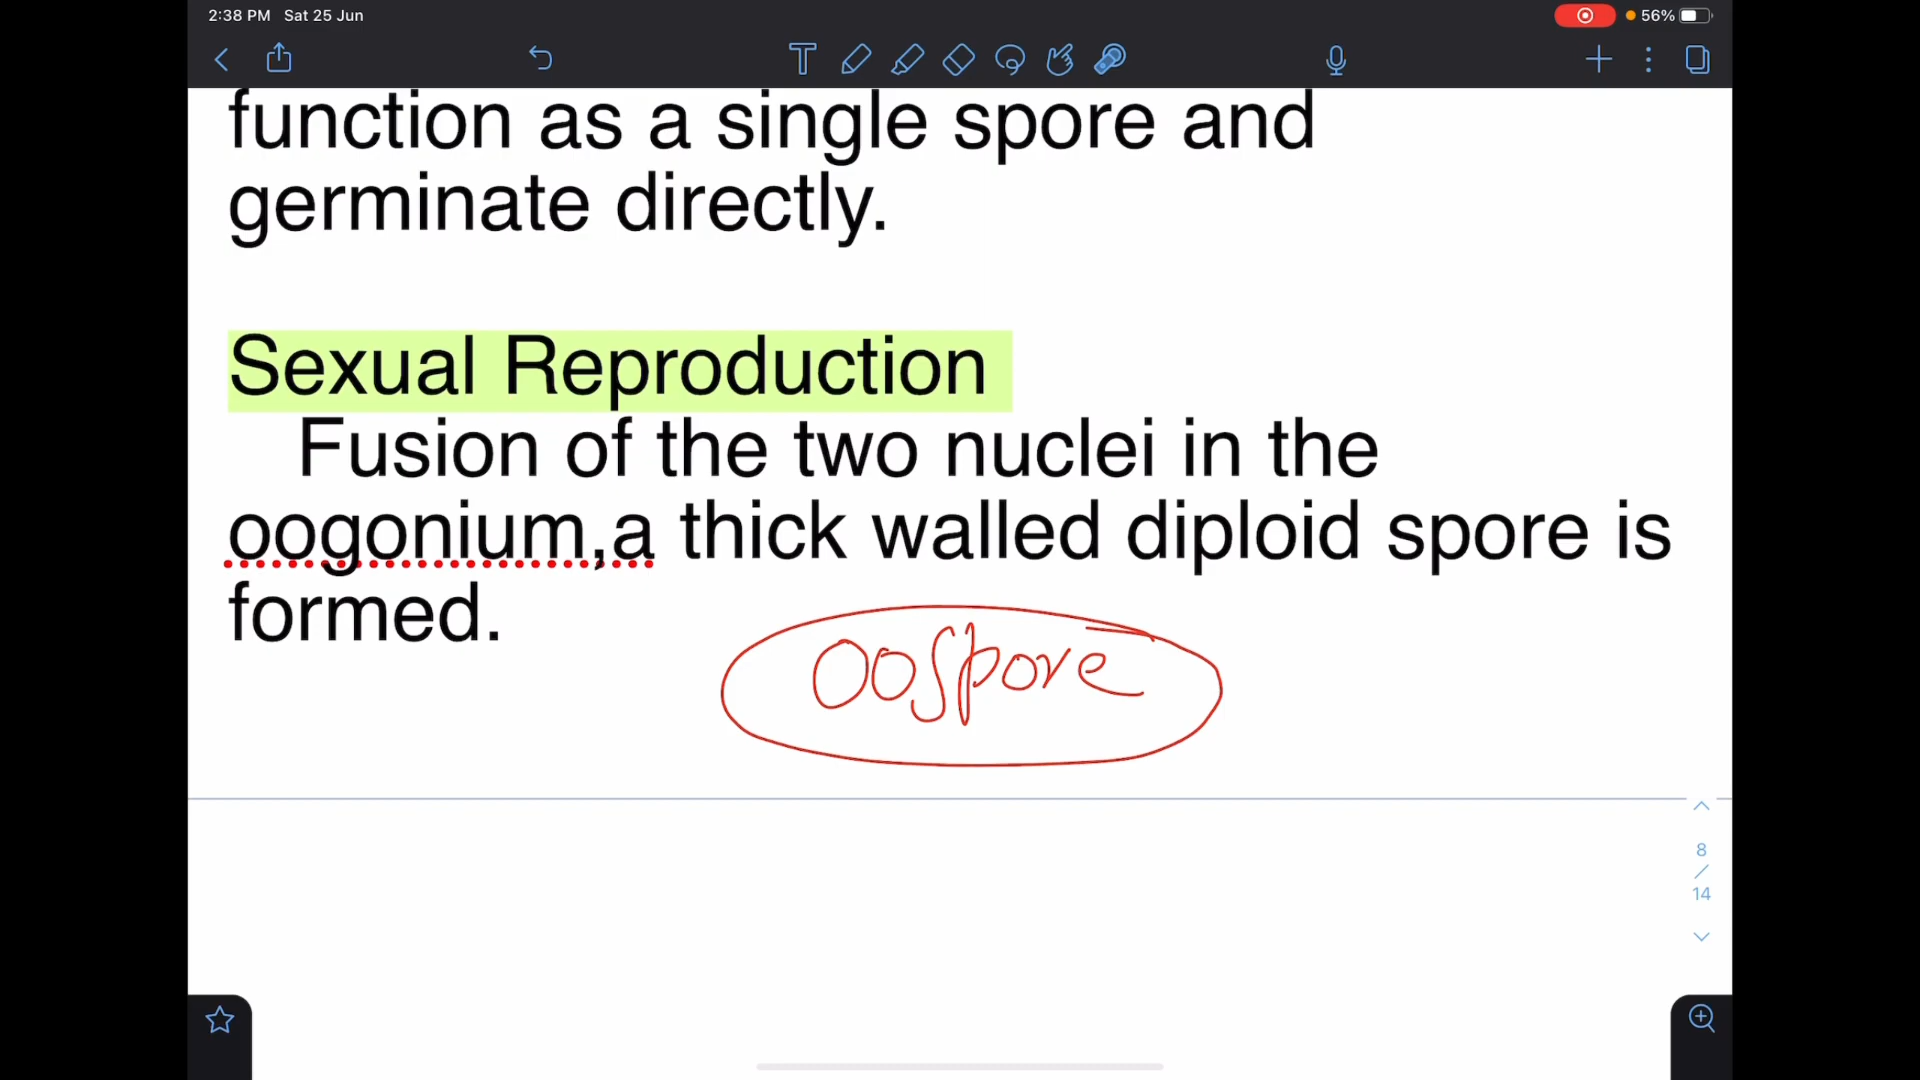 2:38 PM Sat 25 Jun 56%
function as a single spore and
germinate directly.
Sexual Reproduction
Fusion of the two nuclei in the
oogonium,a thick walled diploid spore is
formed.
oospore
8
/
14